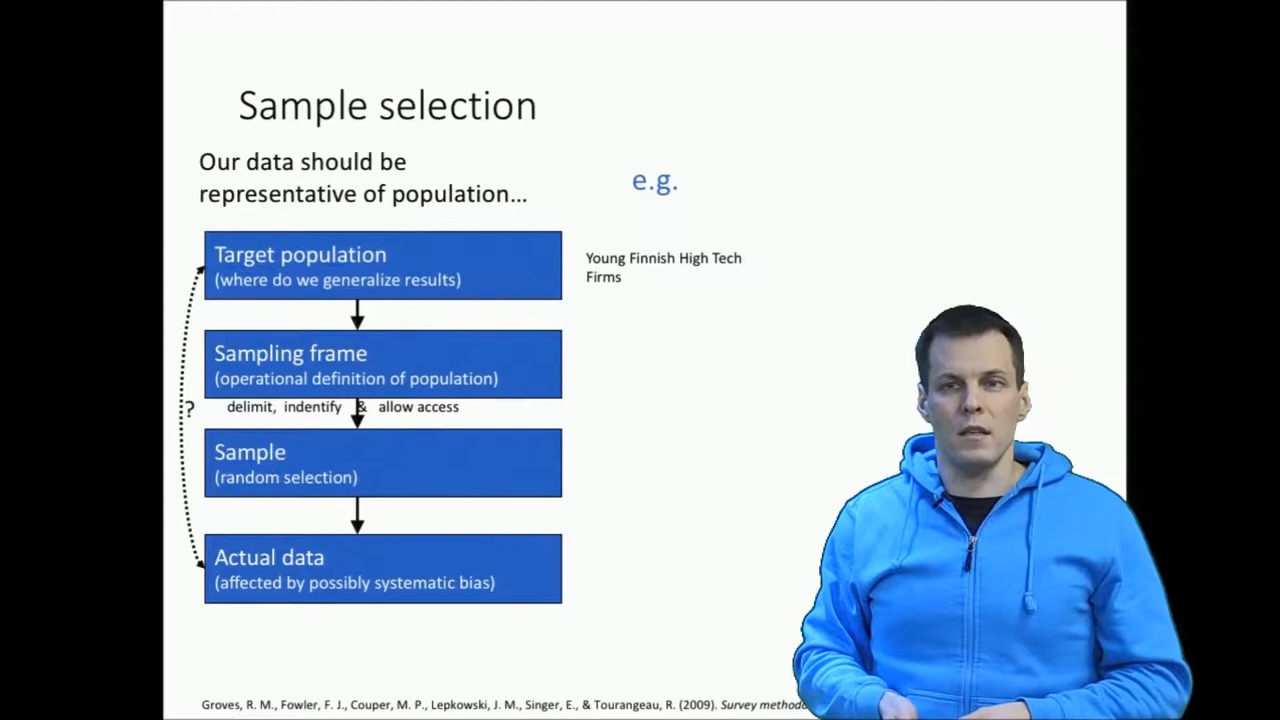 Sample selection
Our data should be
representative of population...
e.g.
Target population
(where do we generalize results)
Young Finnish High Tech
Firms
Sampling frame
(operational definition of population)
? delimit, indentify & allow access
Sample
(random selection)
Actual data
(affected by possibly systematic bias)
Groves, R. M., Fowler, F. J., Couper, M. P., Lepkowski, J. M., Singer, E., & Tourangeau, R. (2009). Survey